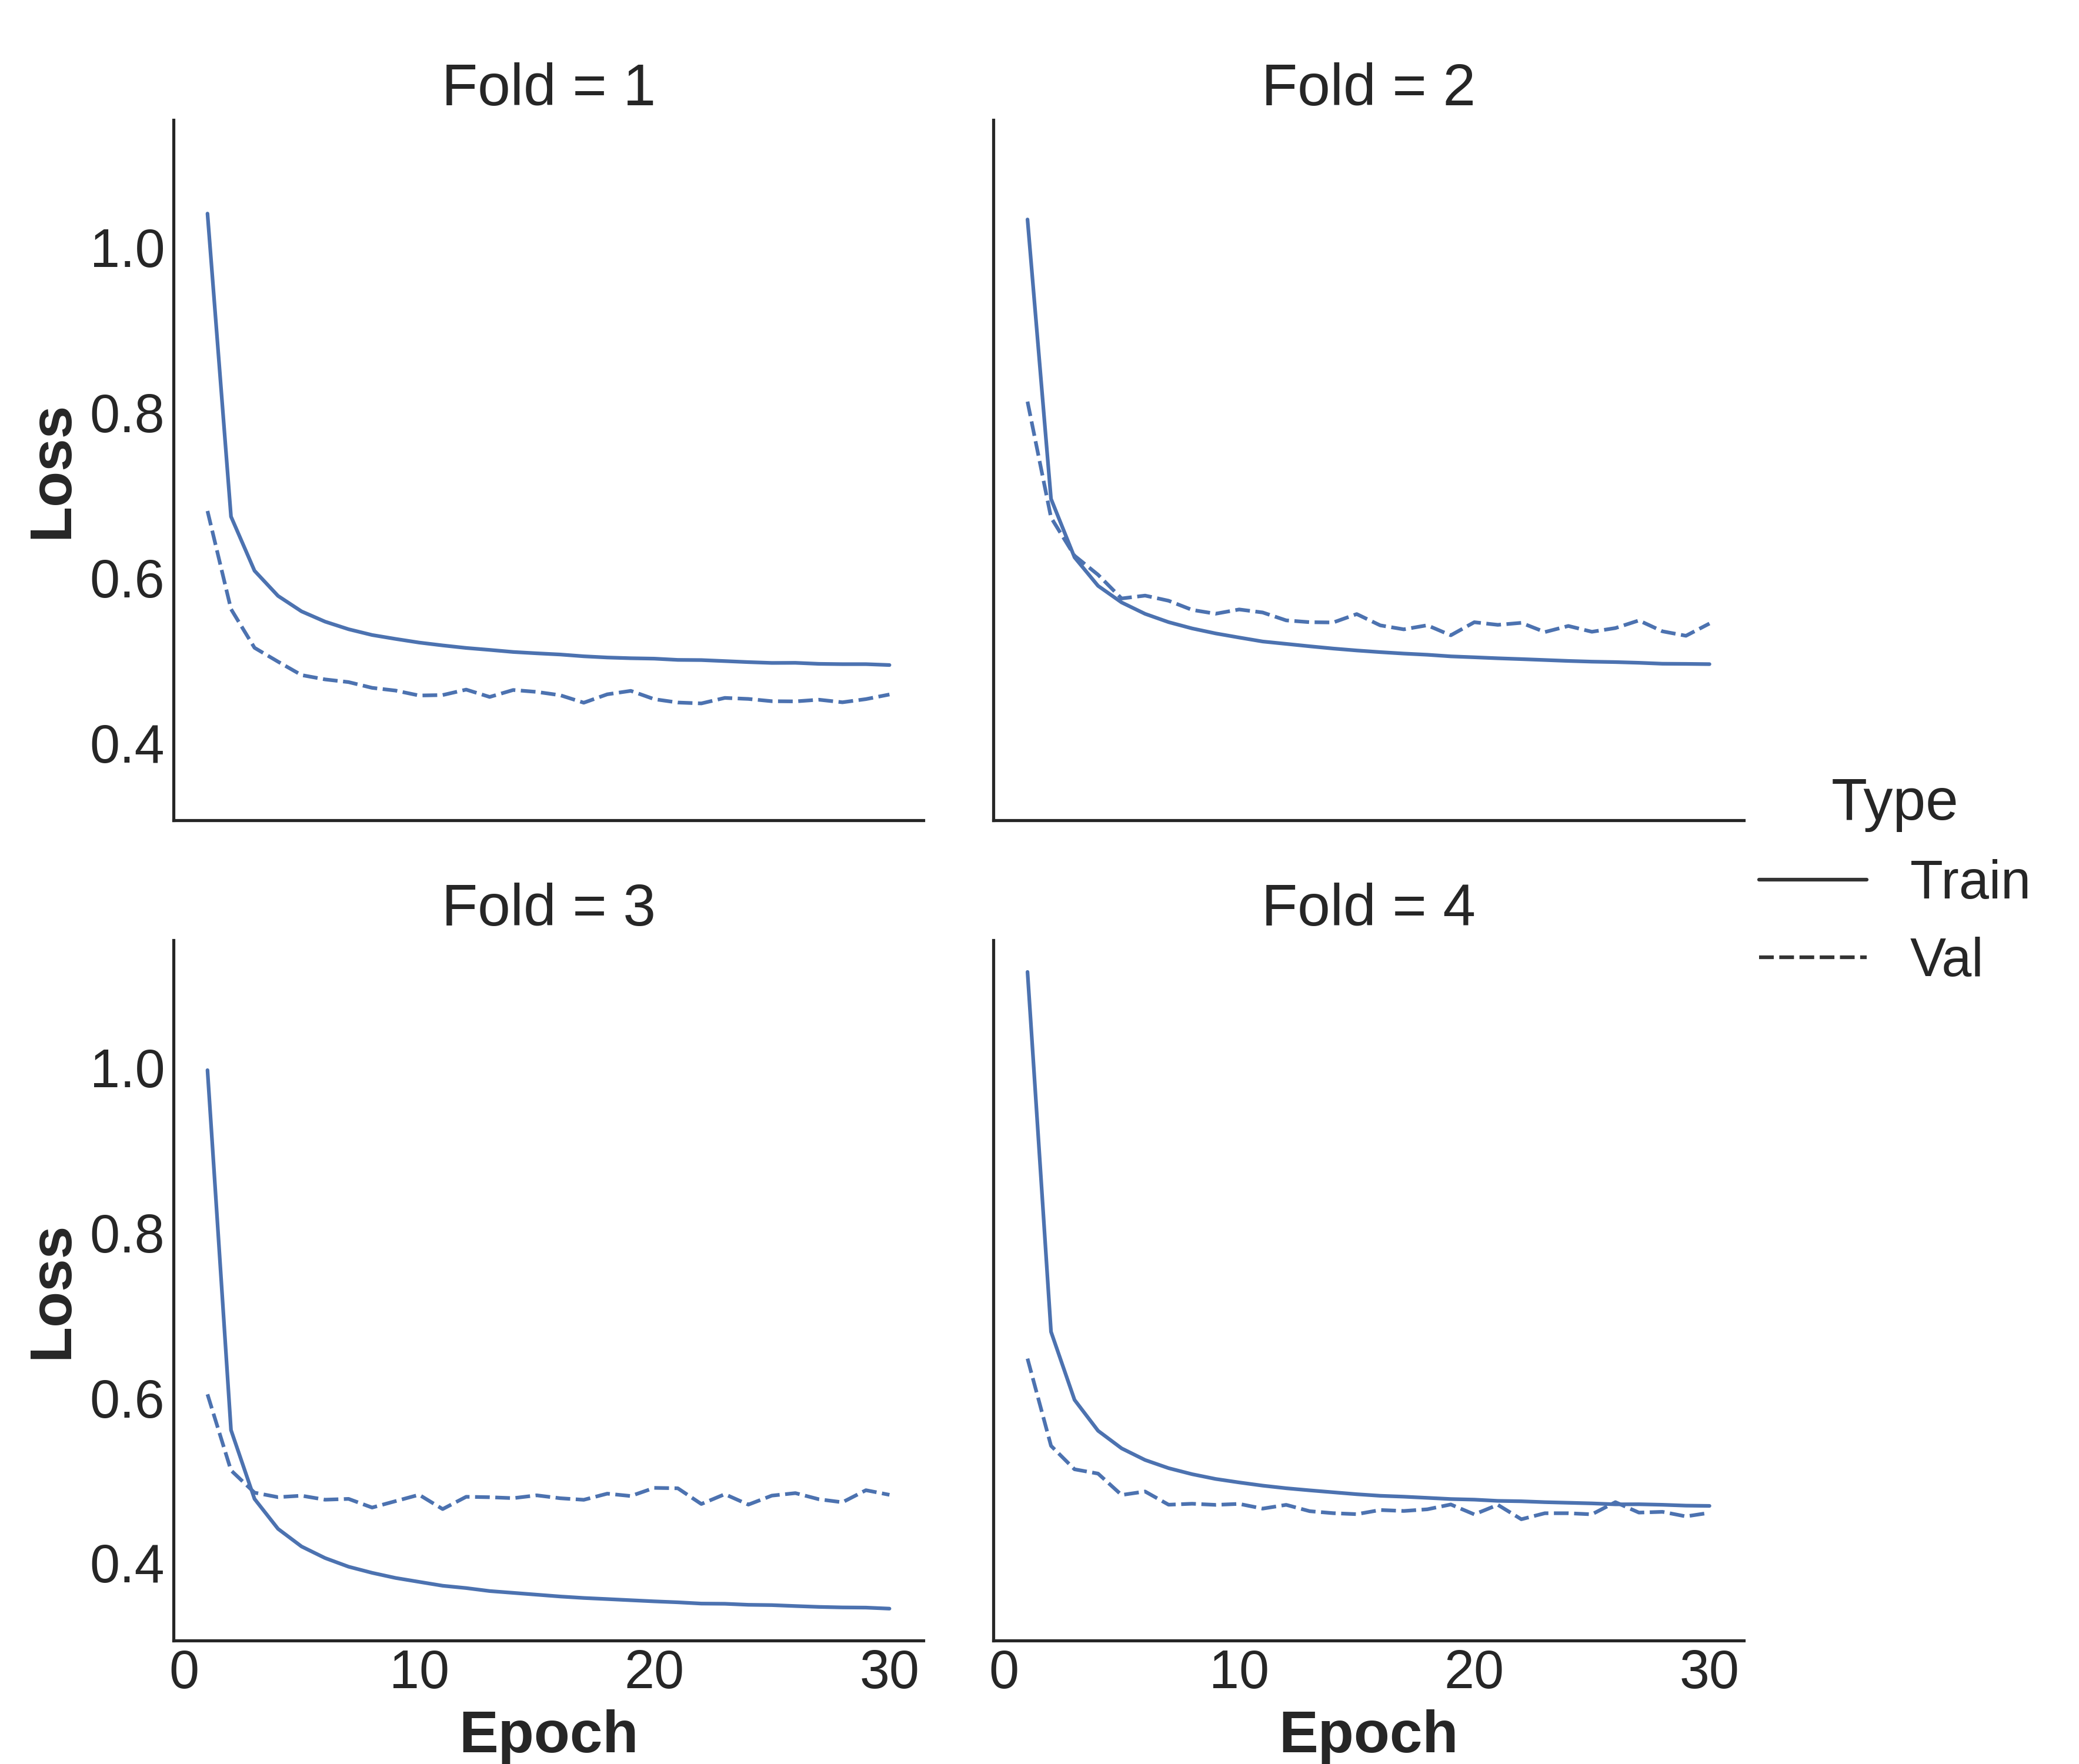 Fold = 1
Fold = 2
1.0
0.8
0.6
0.4
Loss
Type
Train
Val
Fold = 3
Fold = 4
1.0
0.8
0.6
0.4
Loss
0 10 20 30
0 10 20 30
Epoch
Epoch